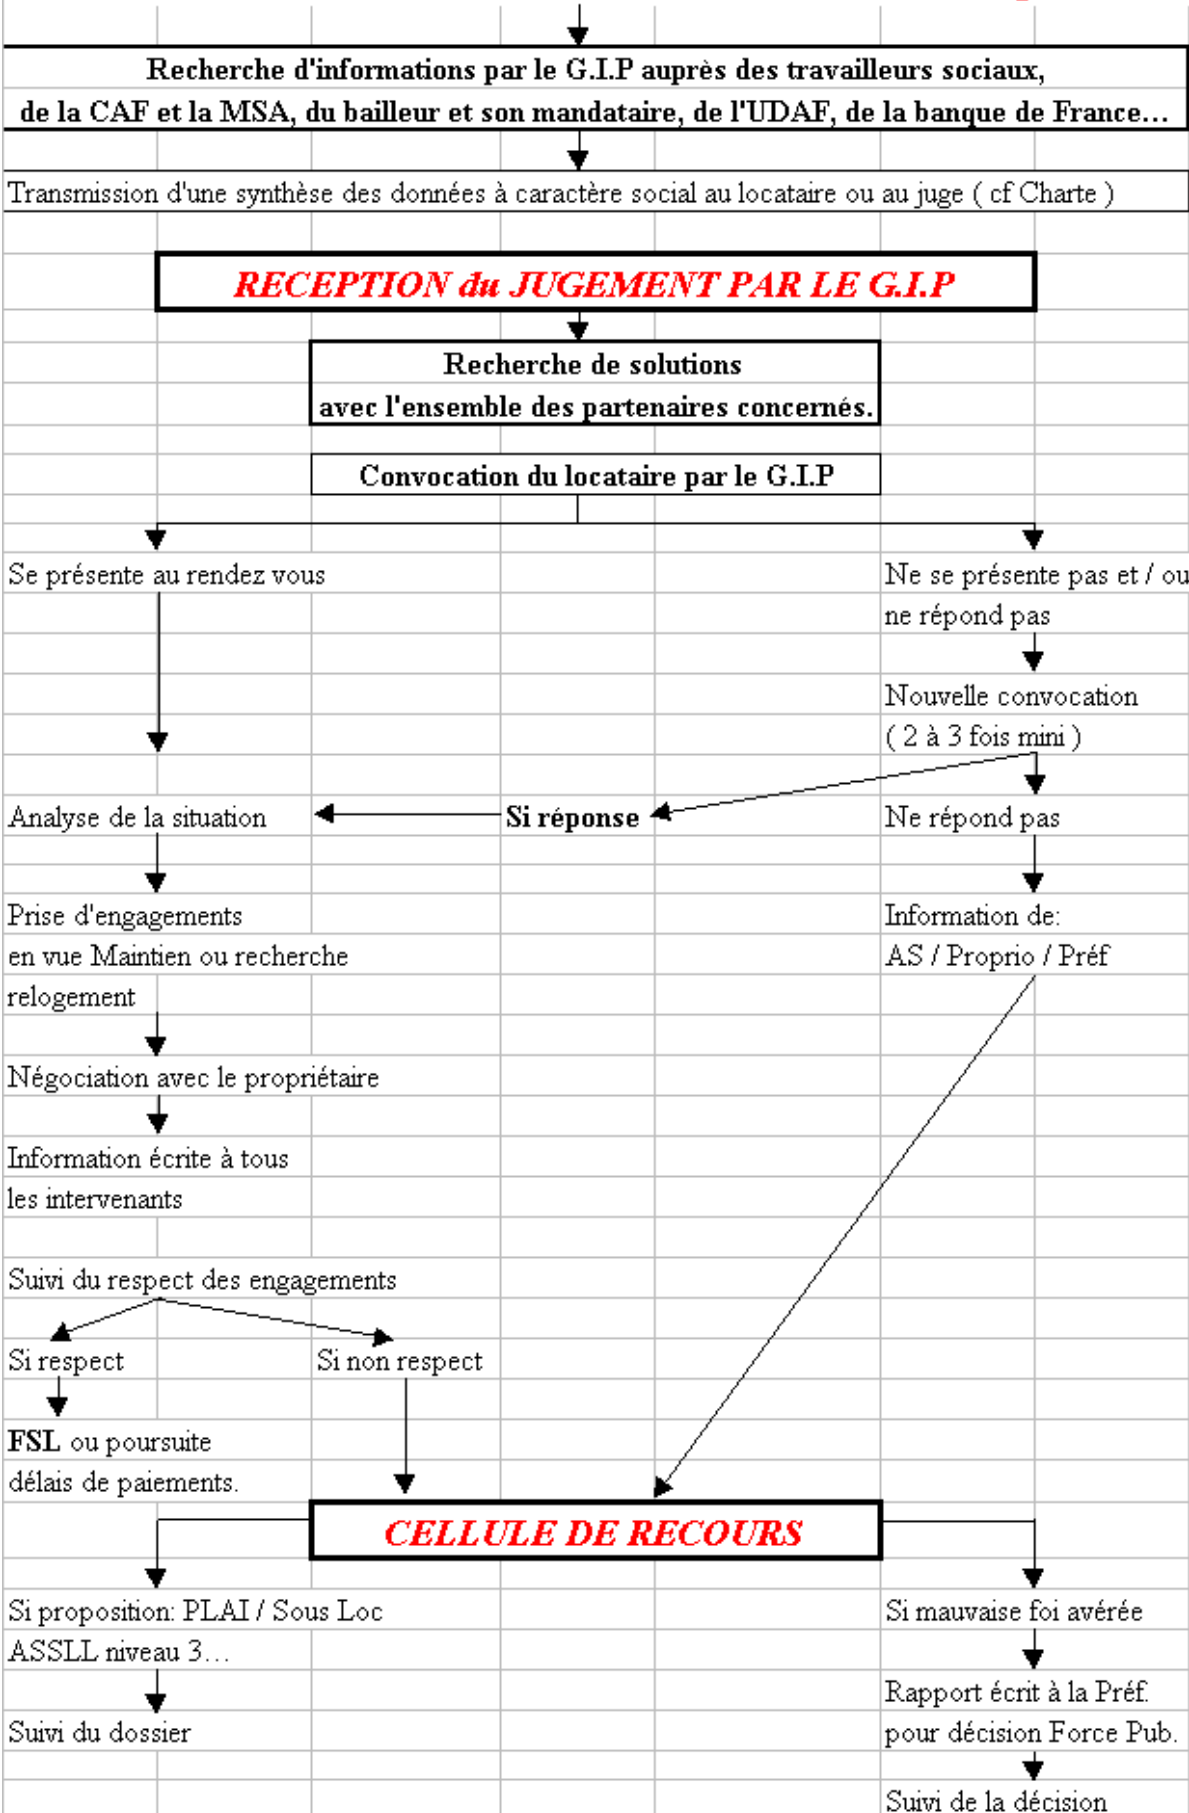 Recherche d'informations par le G.I.P auprès des travailleurs sociaux,
de la CAF et la MSA, du bailleur et son mandataire, de l'UDAF, de la banque de France...
Transmission d'une synthèse des données à caractère social au locataire ou au juge ( cf Charte )
RECEPTION du JUGEMENT PAR LE G.I.P
Recherche de solutions
avec l'ensemble des partenaires concernés.
Convocation du locataire par le G.I.P
Se présente au rendez vous
Ne se présente pas et / ou
ne répond pas
Nouvelle convocation
( 2 à 3 fois mini )
Analyse de la situation
Si réponse
Ne répond pas
Prise d'engagements
en vue Maintien ou recherche
relogement
Information de:
AS / Proprio / Préf
Négociation avec le propriétaire
Information écrite à tous
les intervenants
Suivi du respect des engagements
Si respect
Si non respect
FSL ou poursuite
délais de paiements.
CELLULE DE RECOURS
Si proposition: PLAI / Sous Loc
ASSLL niveau 3...
Suivi du dossier
Si mauvaise foi avérée
Rapport écrit à la Préf.
pour décision Force Pub.
Suivi de la décision